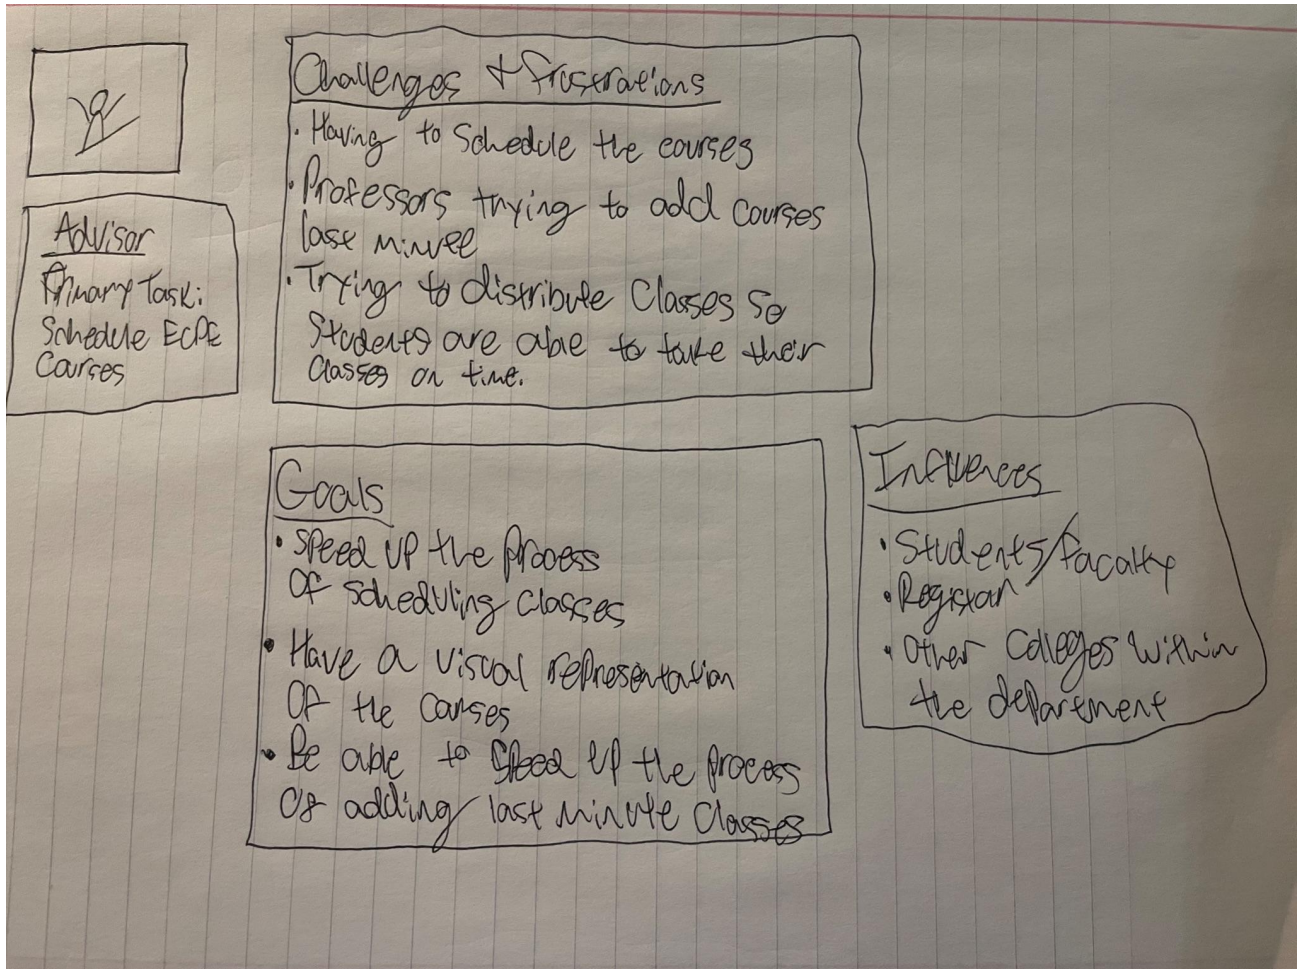 Challenges + frustrations
• Having to Schedule the courses
• Professors trying to add courses
last minute
• Trying to distribute Classes So
Students are able to take their
Classes on time.
Advisor
Primary Task:
Schedule ECPE
Courses
Goals
• Speed up the process
of scheduling classes
• Have a visual representation
of the courses
• Be able to speed up the process
of adding last minute Classes
Influences
• Students/faculty
• Registrar
• Other Colleges within
the department